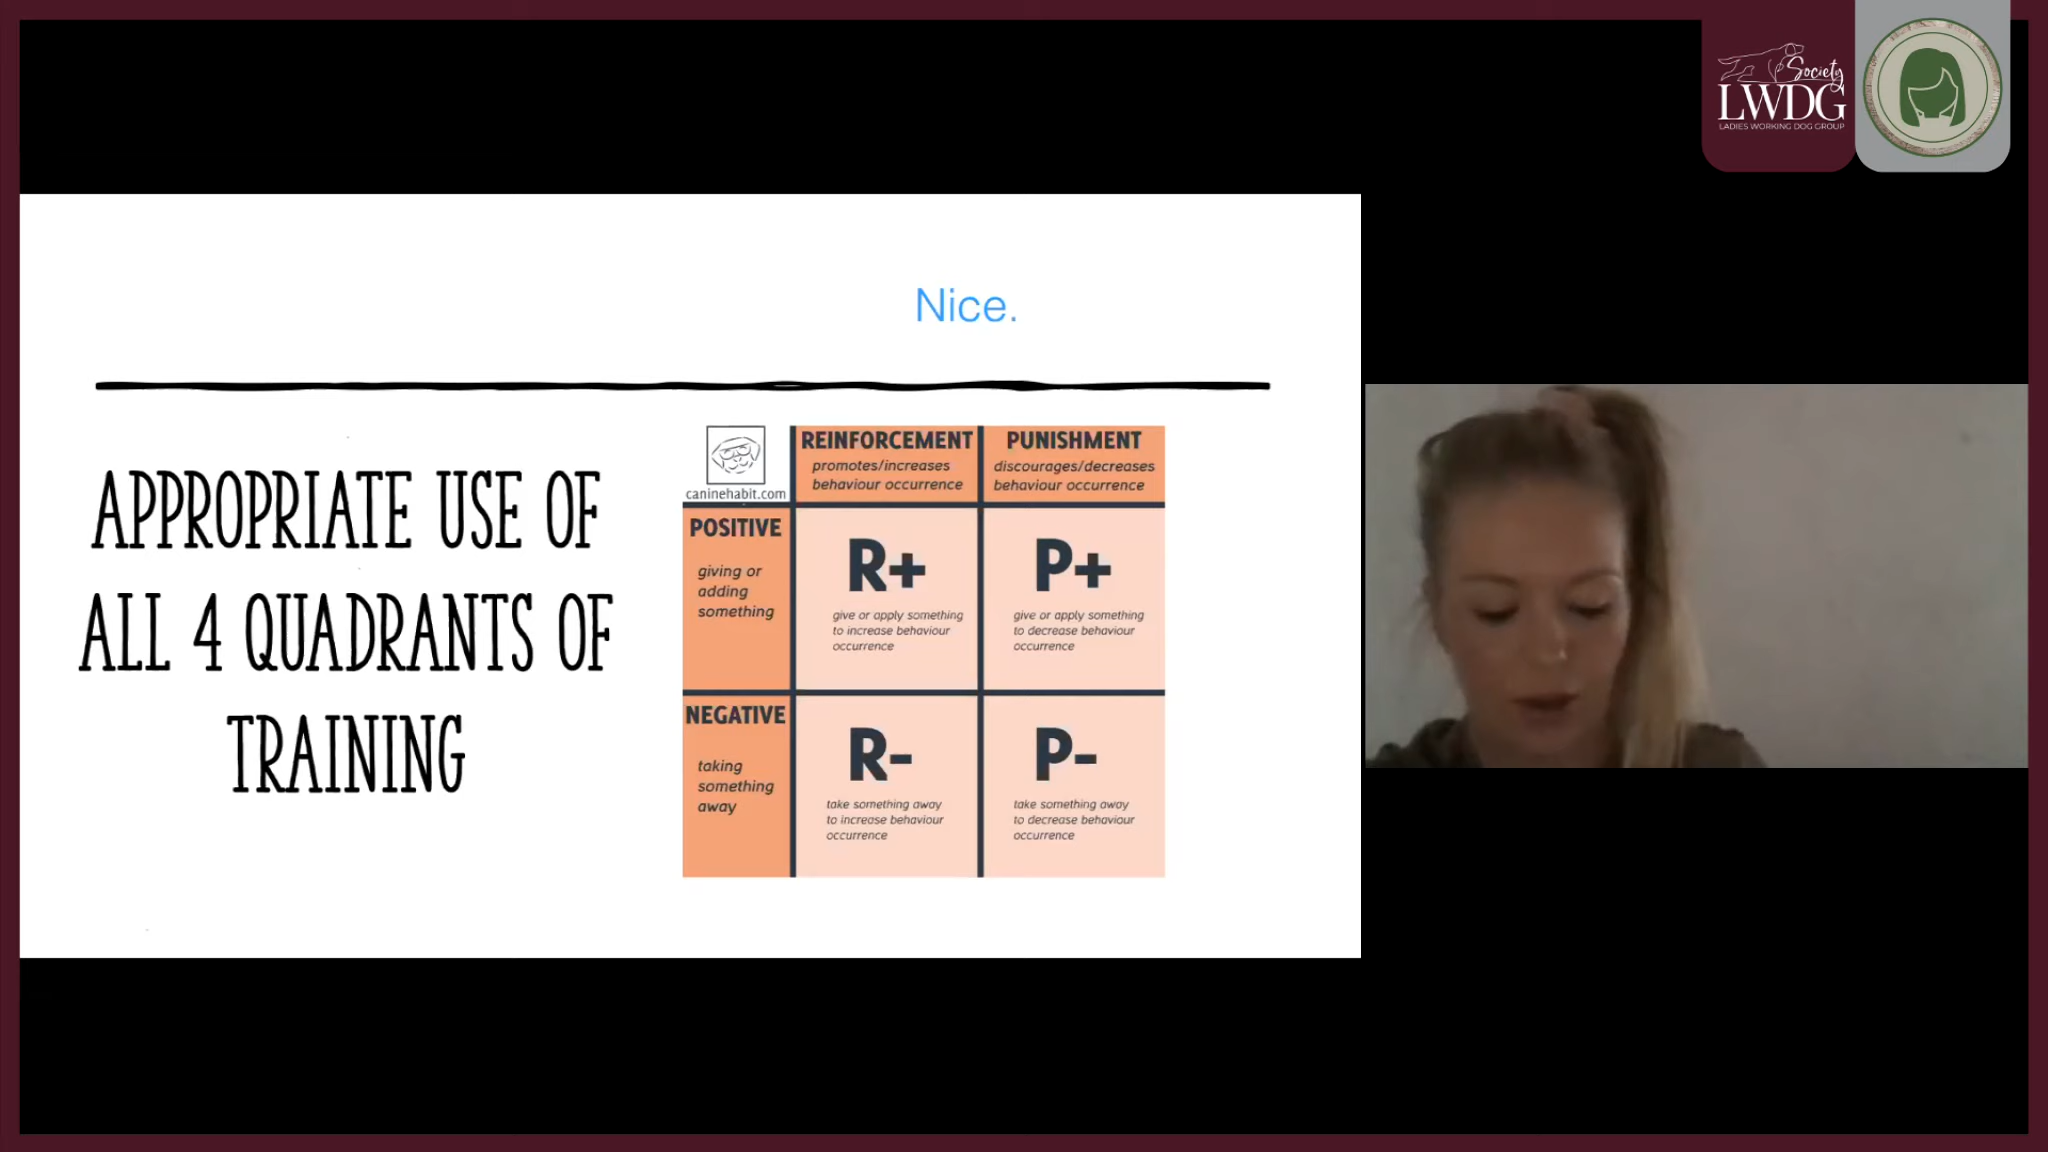 Society
LWDG
LADIES WORKING DOG GROUP
Nice.
APPROPRIATE USE OF
ALL 4 QUADRANTS OF
TRAINING
caninehabit.com
REINFORCEMENT
promotes/increases
behaviour occurrence
PUNISHMENT
discourages/decreases
behaviour occurrence
POSITIVE
giving or
adding
something
R+
give or apply something
to increase behaviour
occurrence
P+
give or apply something
to decrease behaviour
occurrence
NEGATIVE
taking
something
away
R-
take something away
to increase behaviour
occurrence
P-
take something away
to decrease behaviour
occurrence